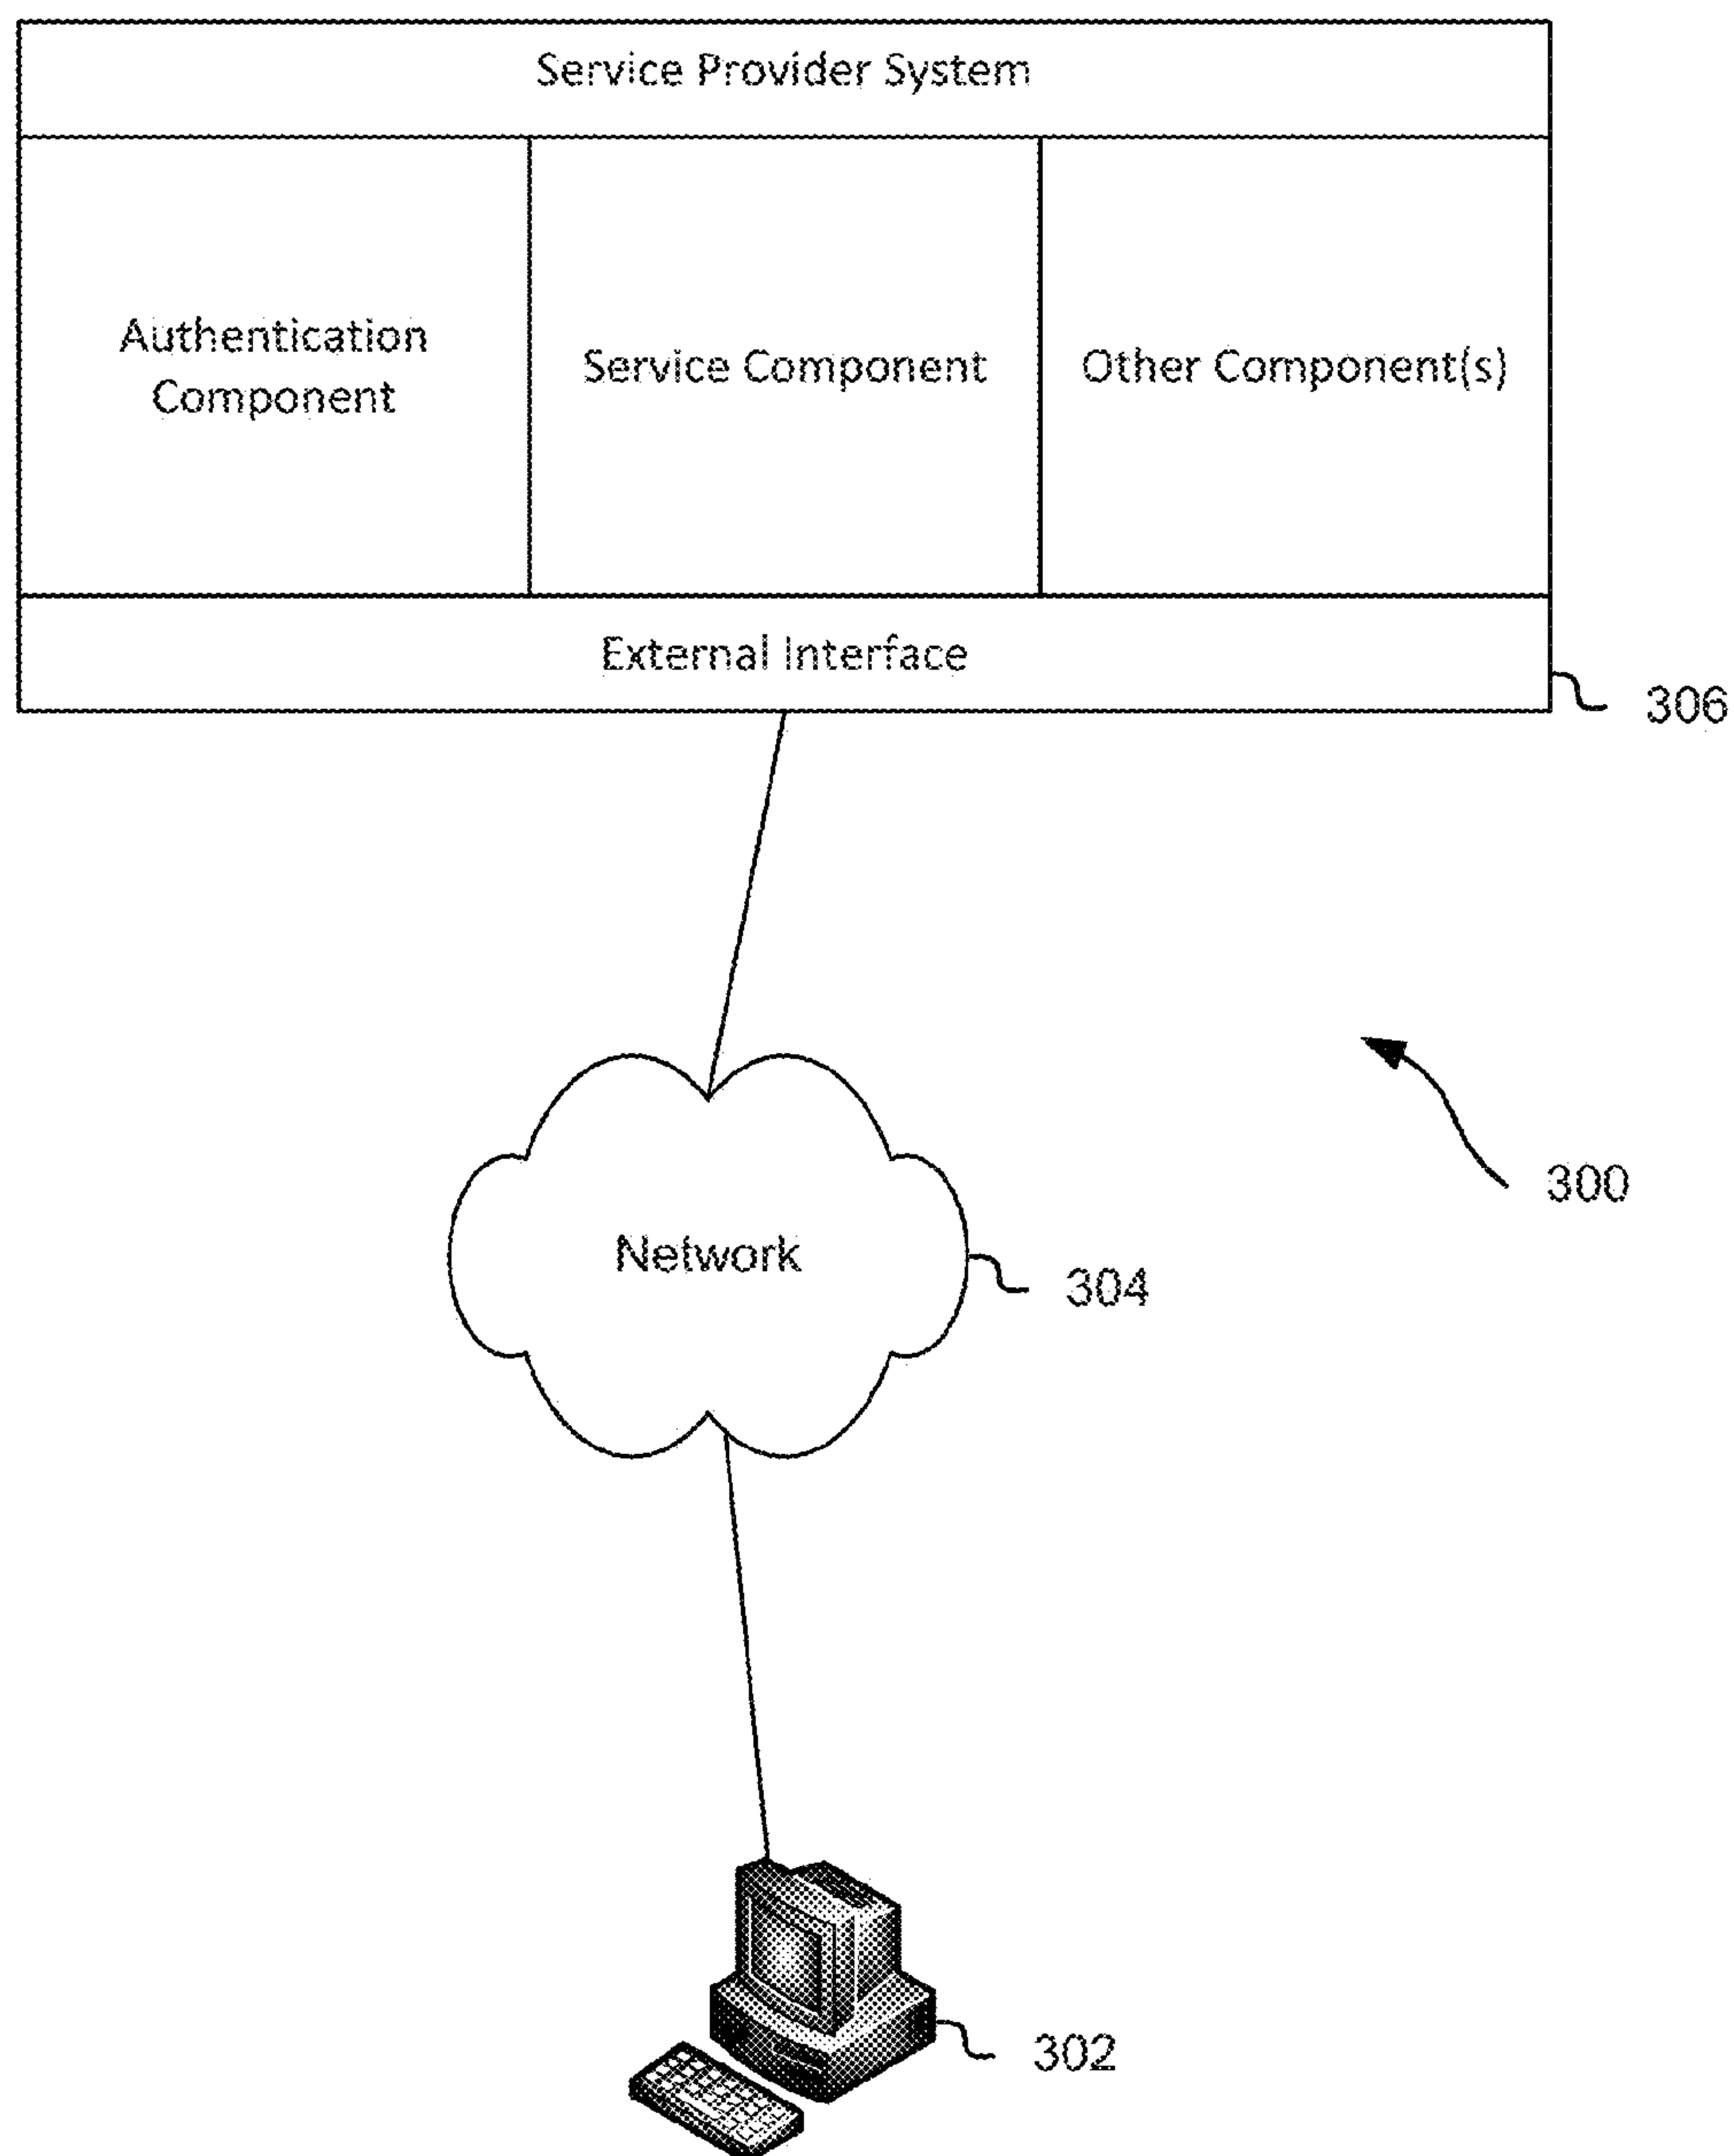 Service Provider System
Authentication
Component
Service Component
Other Component(s)
External Interface
306
300
Network
304
302